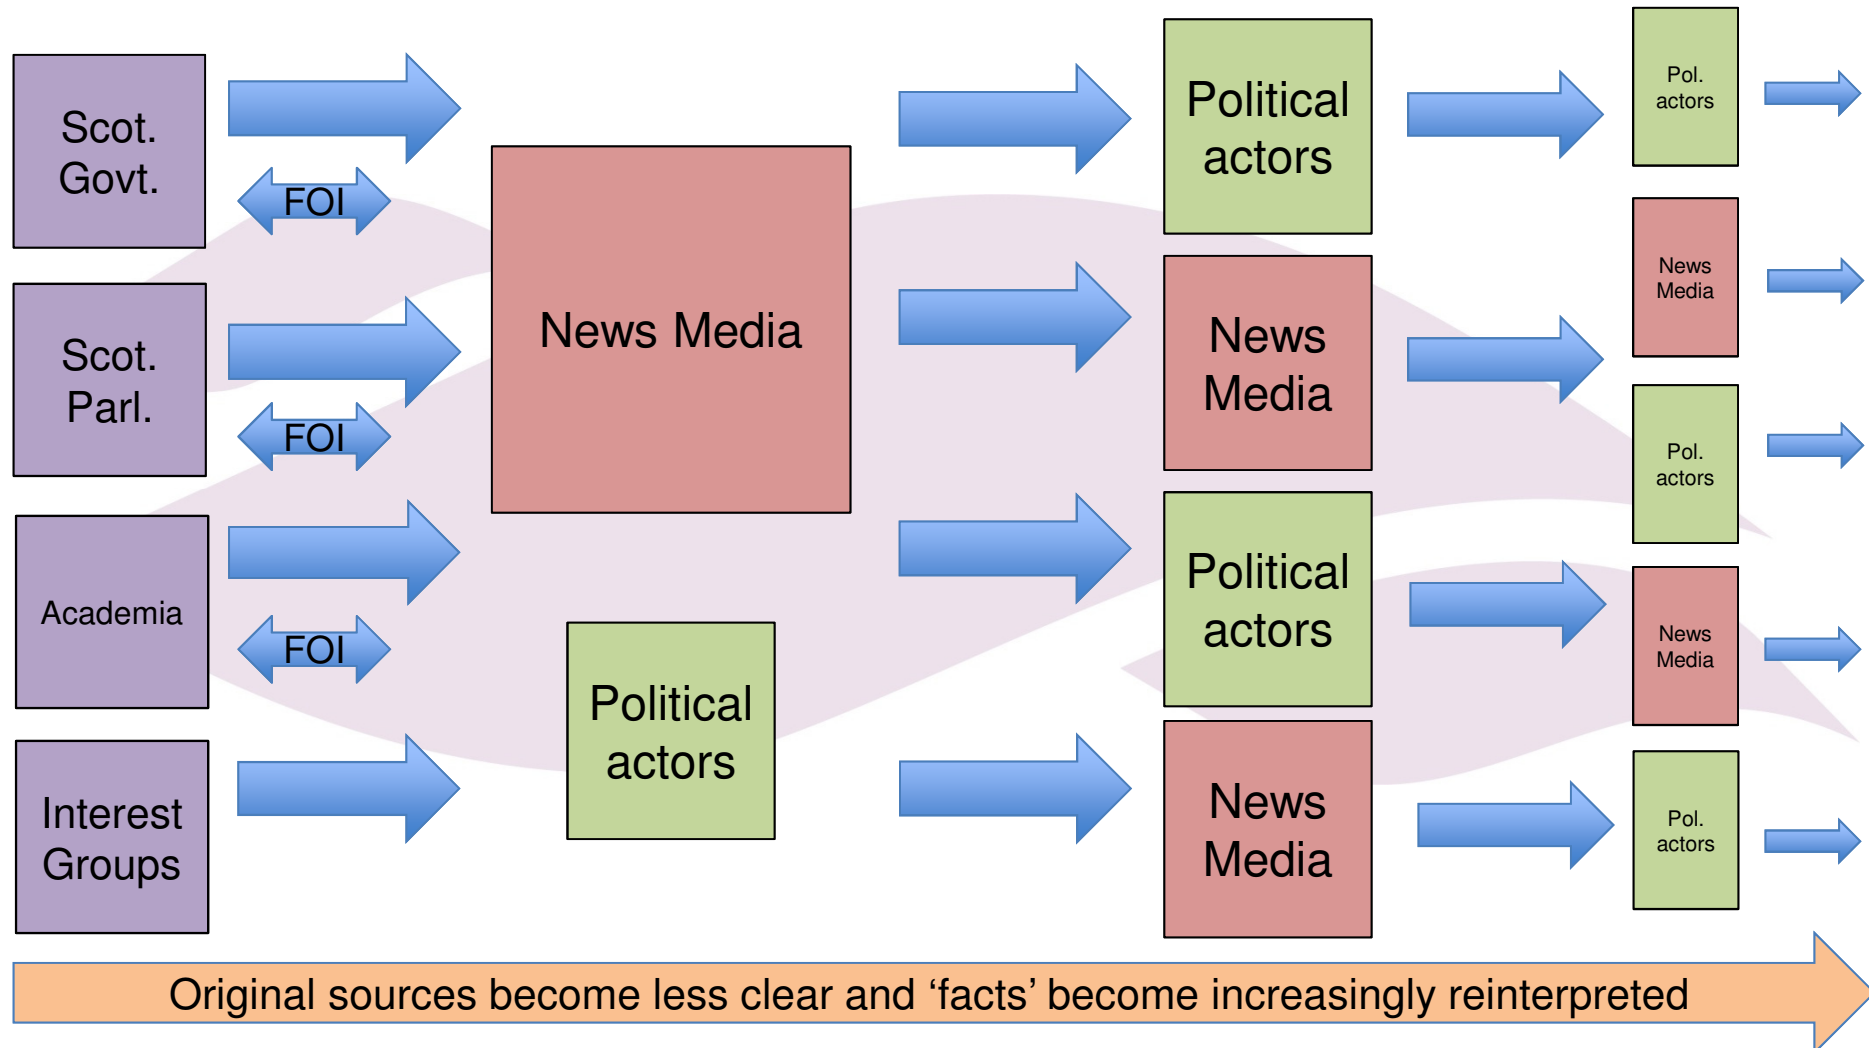 Scot.
Govt.
FOI
Scot.
Parl.
FOI
Academia
FOI
Interest
Groups
News Media
Political
actors
Political
actors
News
Media
Political
actors
News
Media
Pol.
actors
News
Media
Pol.
actors
News
Media
Pol.
actors
Original sources become less clear and ‘facts’ become increasingly reinterpreted